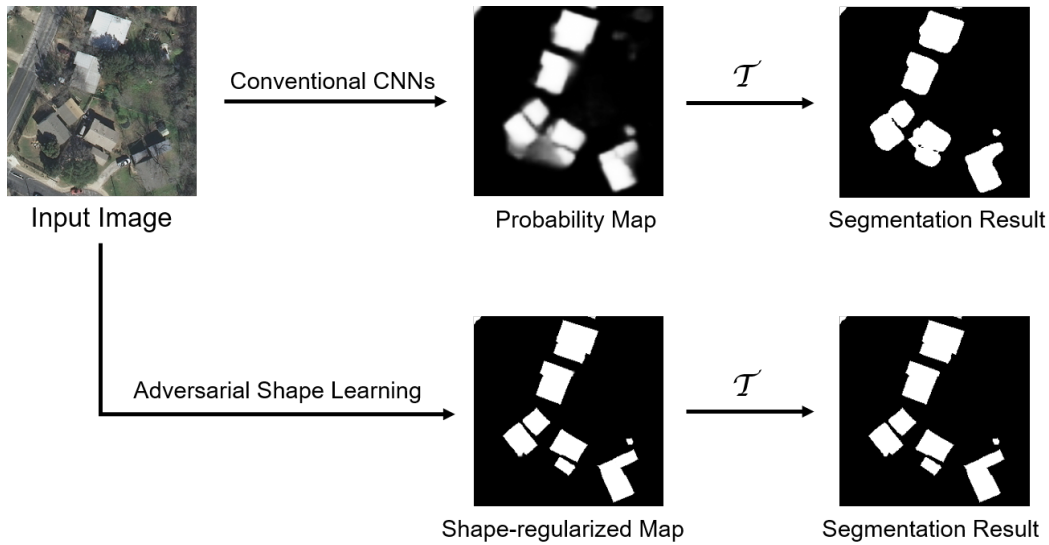 Conventional CNNs
𝒯
Input Image
Probability Map
Segmentation Result
Adversarial Shape Learning
𝒯
Shape-regularized Map
Segmentation Result